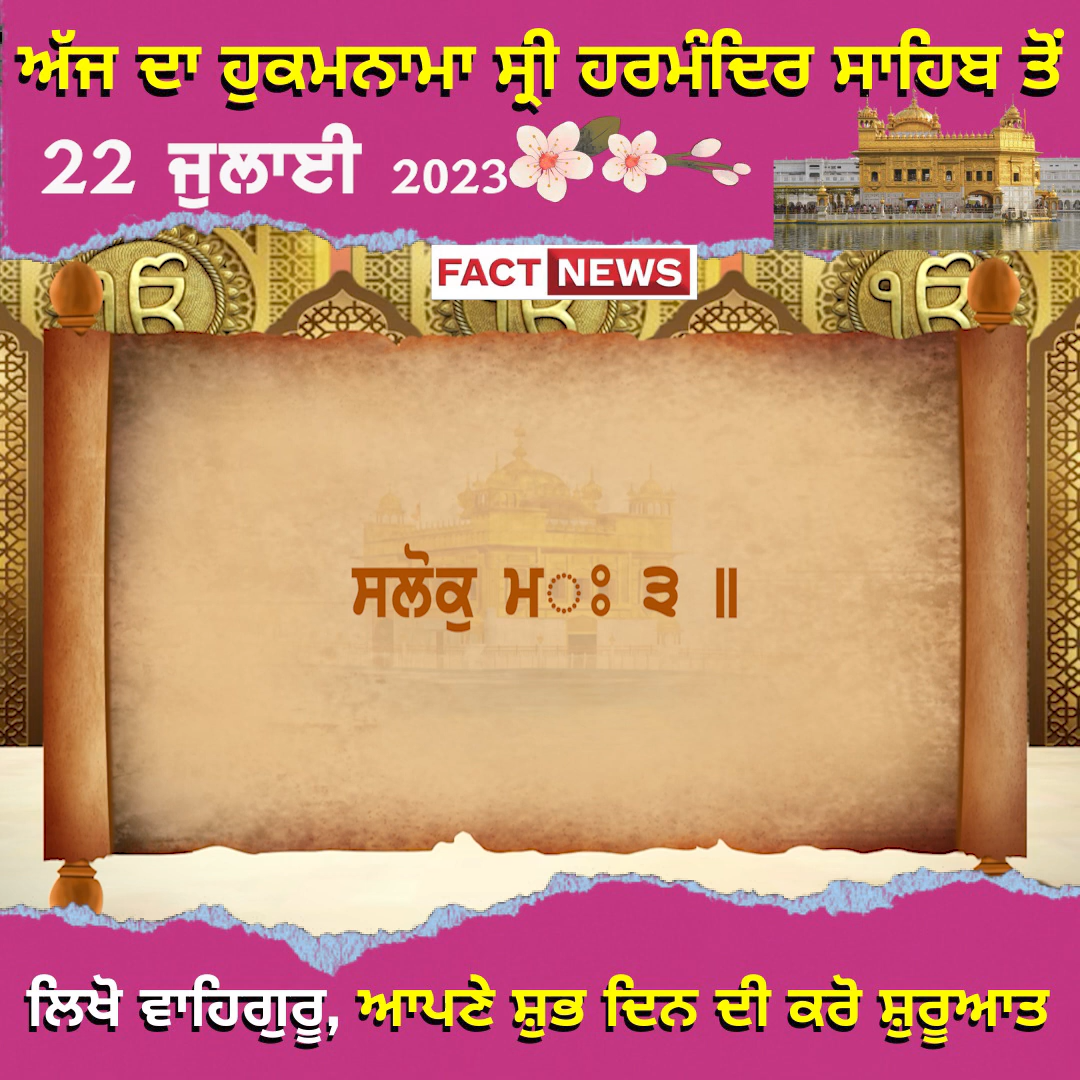 ਅੱਜ ਦਾ ਹੁਕਮਨਾਮਾ ਸ੍ਰੀ ਹਰਮੰਦਿਰ ਸਾਹਿਬ ਤੋਂ
22 ਜੁਲਾਈ 2023
FACT NEWS
ਸਲੋਕੁ ਮਃ ੩ ॥
ਲਿਖੋ ਵਾਹਿਗੁਰੂ, ਆਪਣੇ ਸ਼ੁਭ ਦਿਨ ਦੀ ਕਰੋ ਸ਼ੁਰੂਆਤ